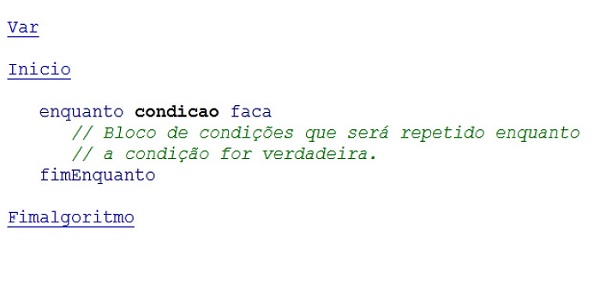 Var
Inicio
enquanto condicao faca
// Bloco de condições que será repetido enquanto
// a condição for verdadeira.
fimEnquanto
Fimalgoritmo